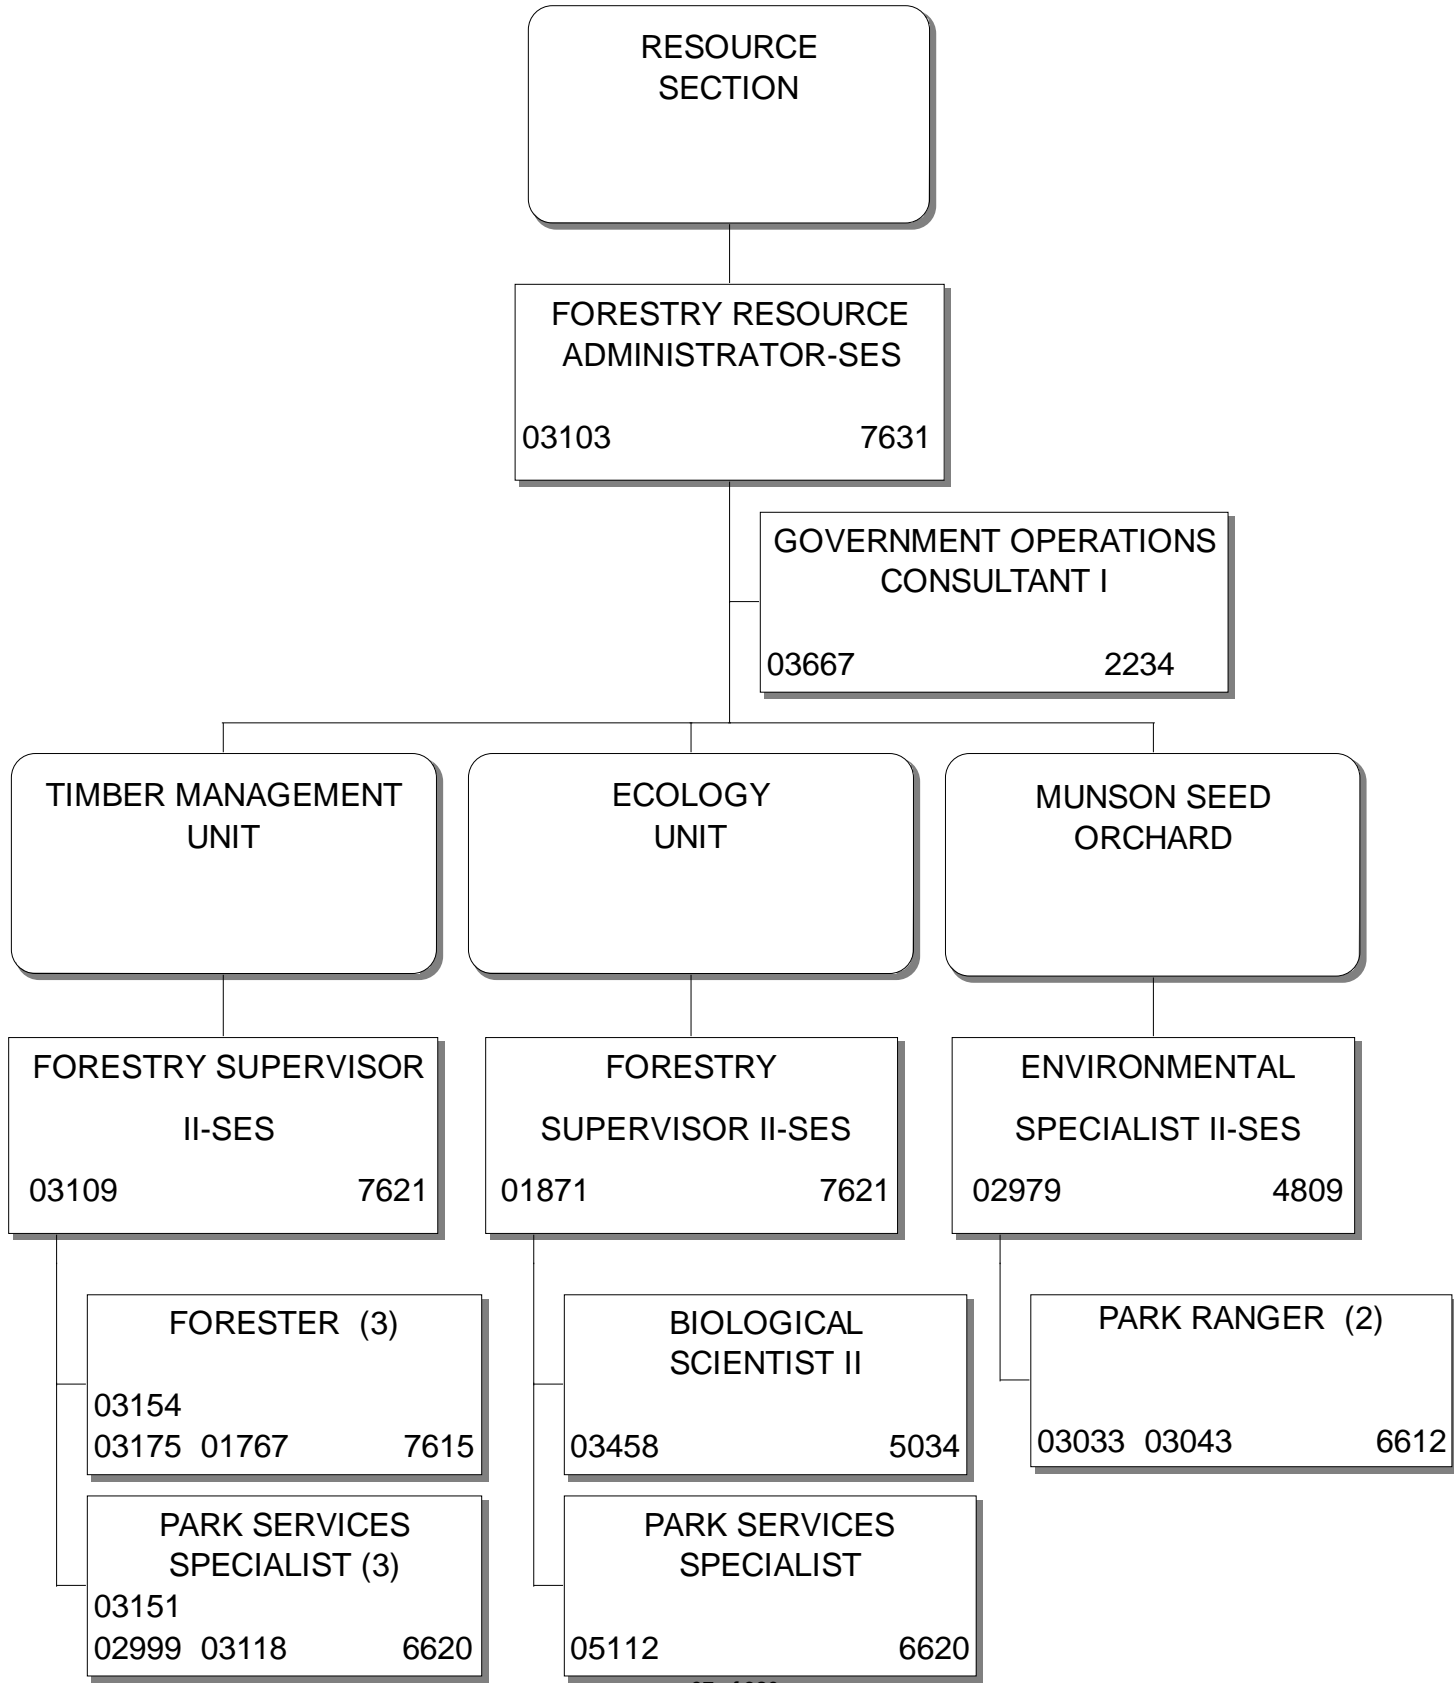 RESOURCE
SECTION
FORESTRY RESOURCE
ADMINISTRATOR-SES
03103 7631
GOVERNMENT OPERATIONS
CONSULTANT I
03667 2234
TIMBER MANAGEMENT
UNIT
ECOLOGY
UNIT
MUNSON SEED
ORCHARD
FORESTRY SUPERVISOR
II-SES
03109 7621
FORESTRY
SUPERVISOR II-SES
01871 7621
ENVIRONMENTAL
SPECIALIST II-SES
02979 4809
FORESTER (3)
03154
03175 01767 7615
BIOLOGICAL
SCIENTIST II
03458 5034
PARK RANGER (2)
03033 03043 6612
PARK SERVICES
SPECIALIST (3)
03151
02999 03118 6620
PARK SERVICES
SPECIALIST
05112 6620